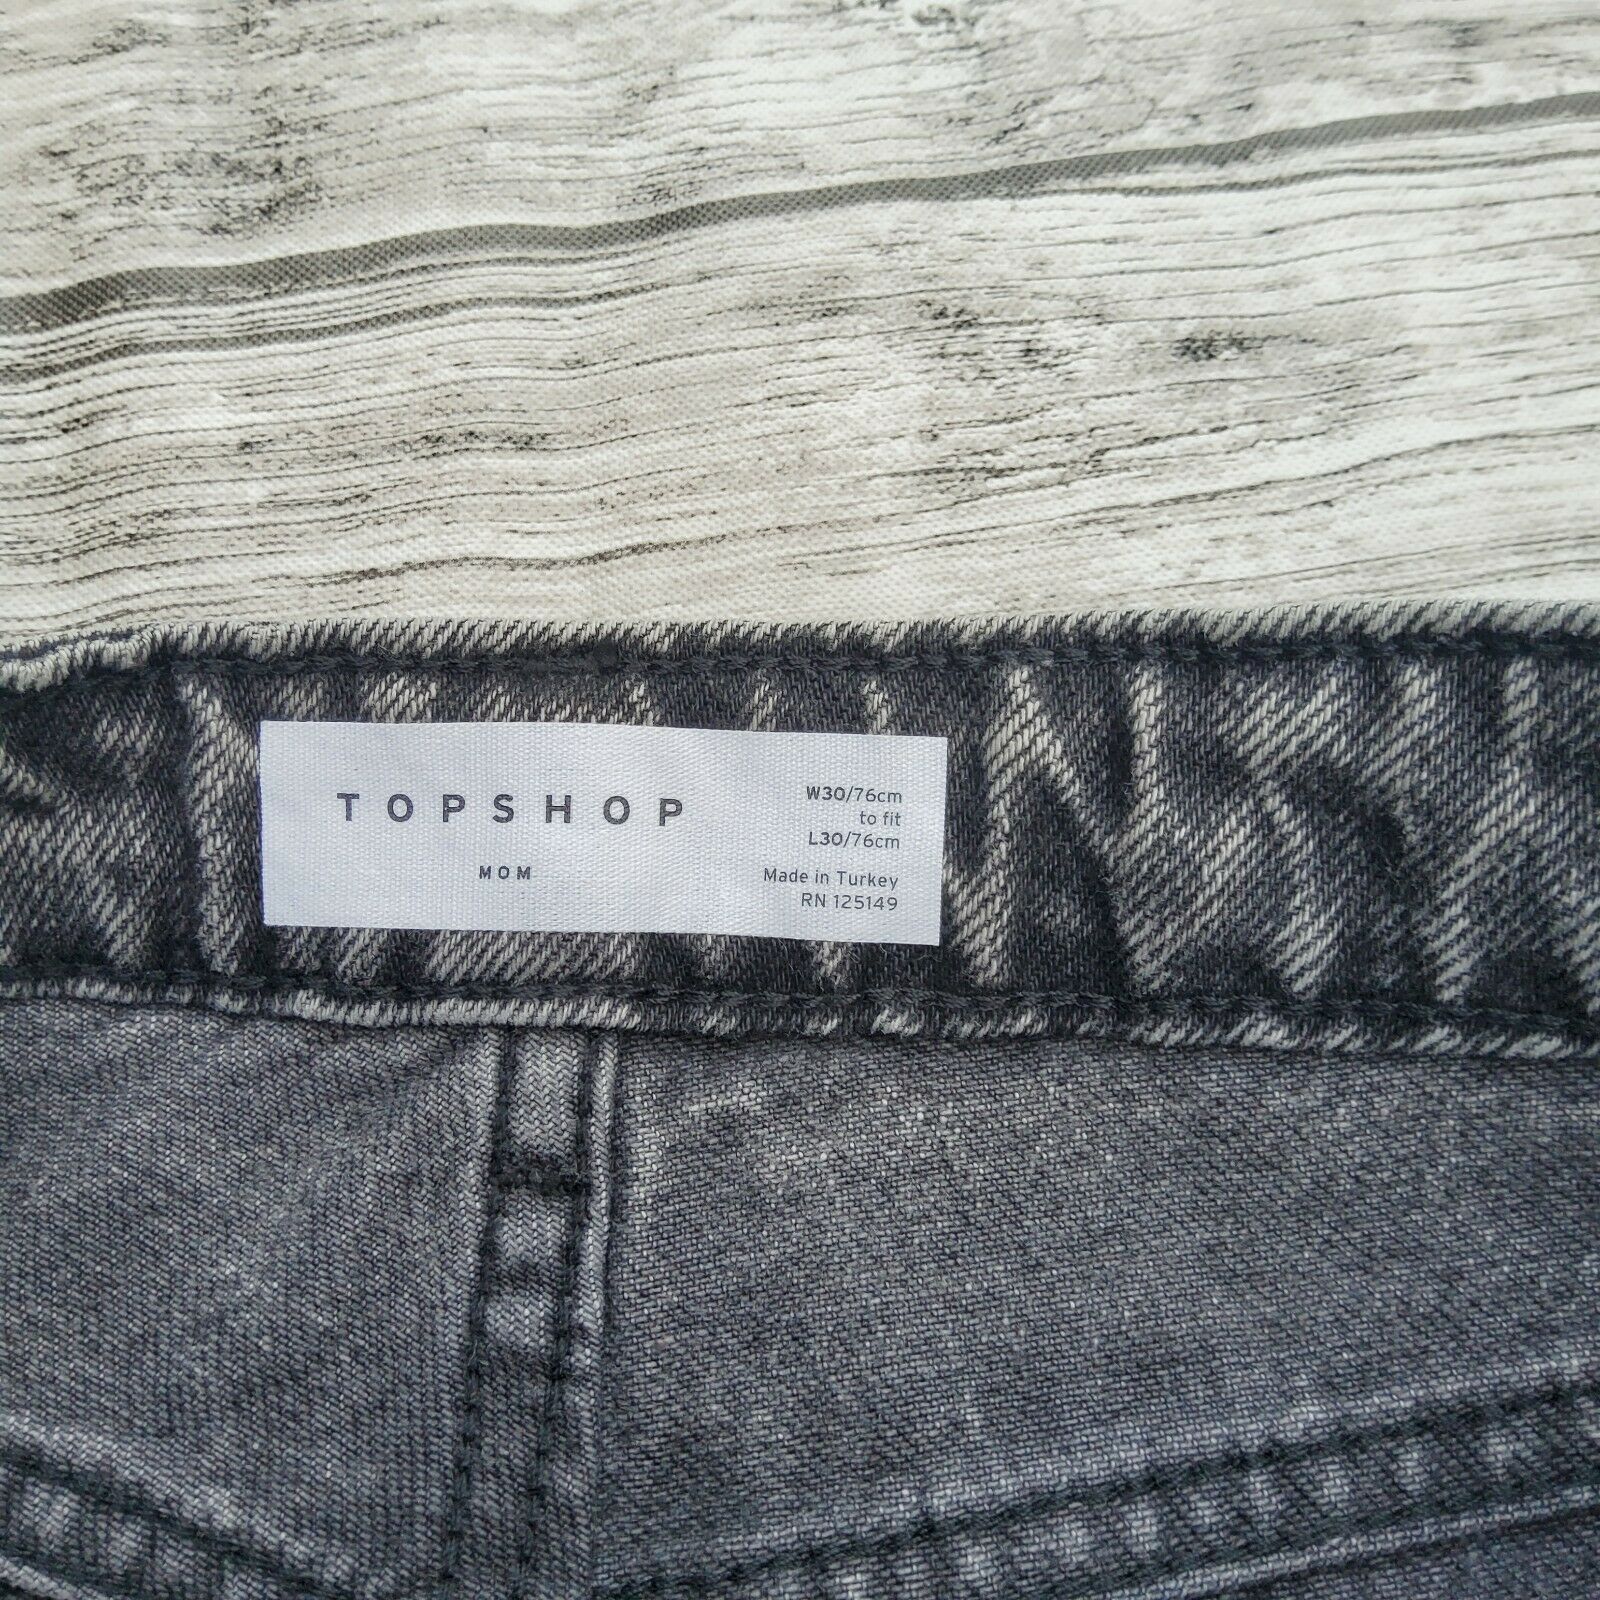 TOPSHOP
MOM
W30/76cm
to fit
L30/76cm
Made in Turkey
RN 125149